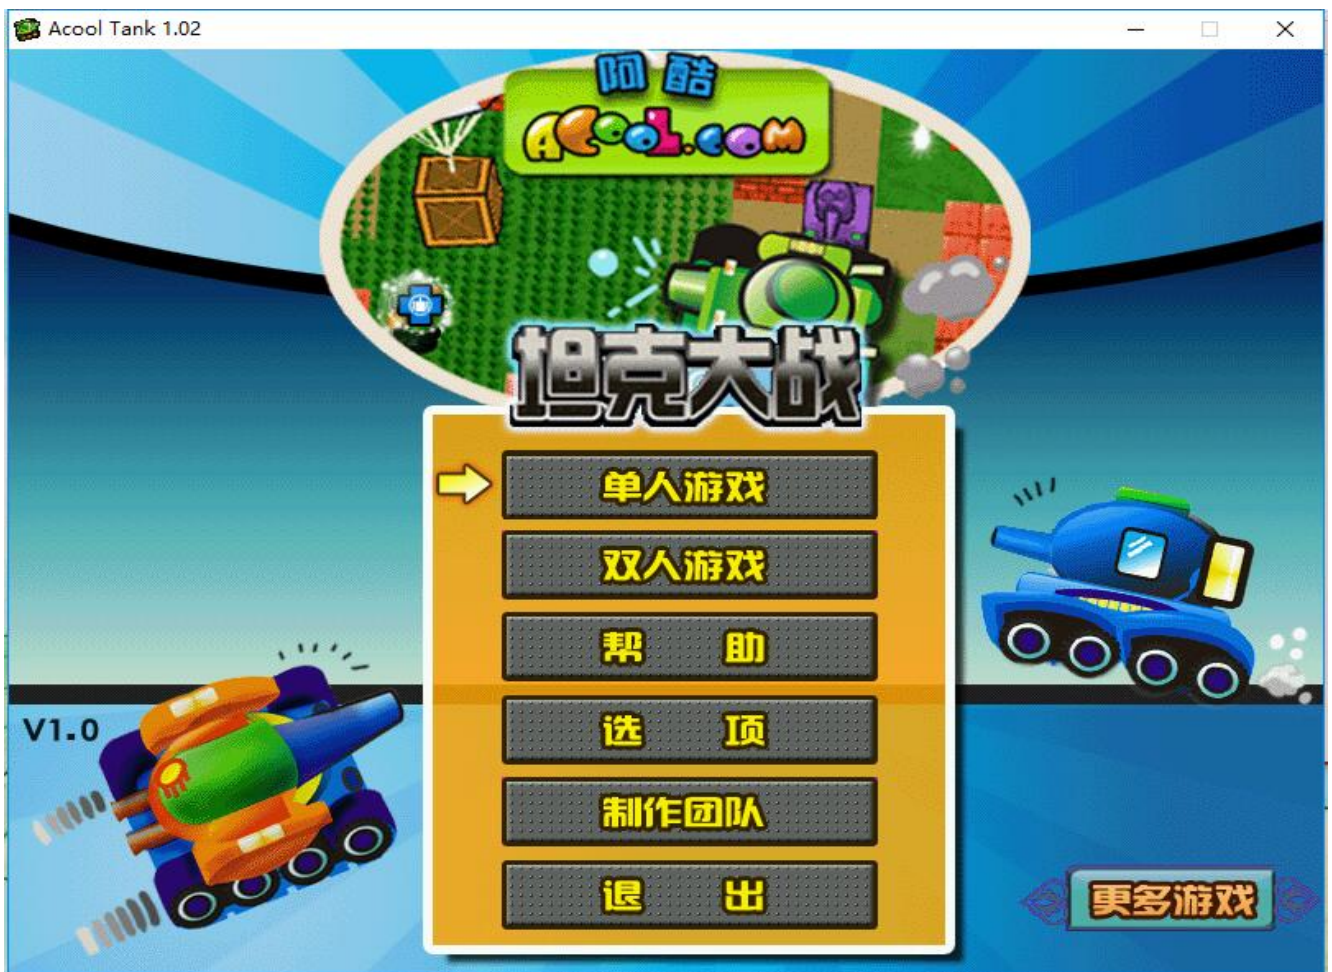 Acool Tank 1.02
阿酷
ACOOL.COM
坦克大战
单人游戏
双人游戏
帮 助
选 项
制作团队
退 出
V1.0
更多游戏